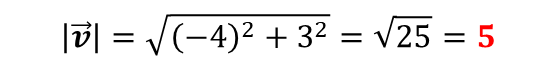 |v⃗| = √((−4)² + 3²) = √25 = 5